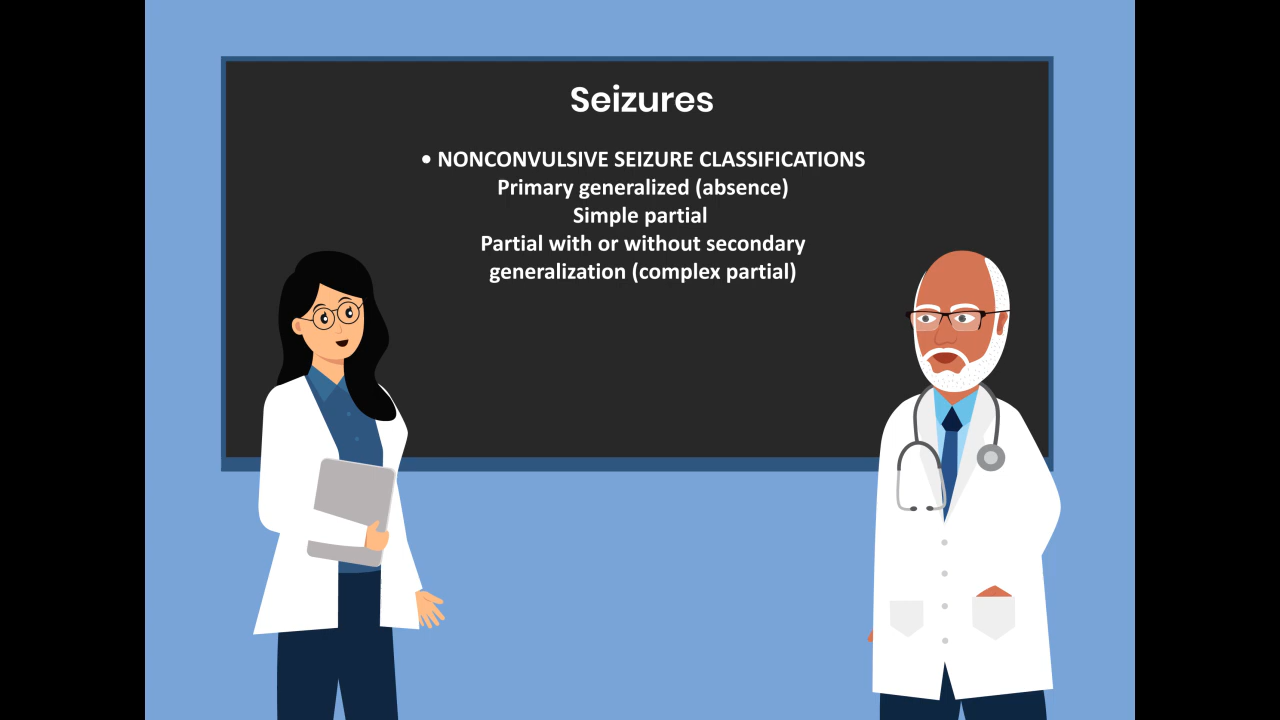 Seizures
• NONCONVULSIVE SEIZURE CLASSIFICATIONS
Primary generalized (absence)
Simple partial
Partial with or without secondary
generalization (complex partial)